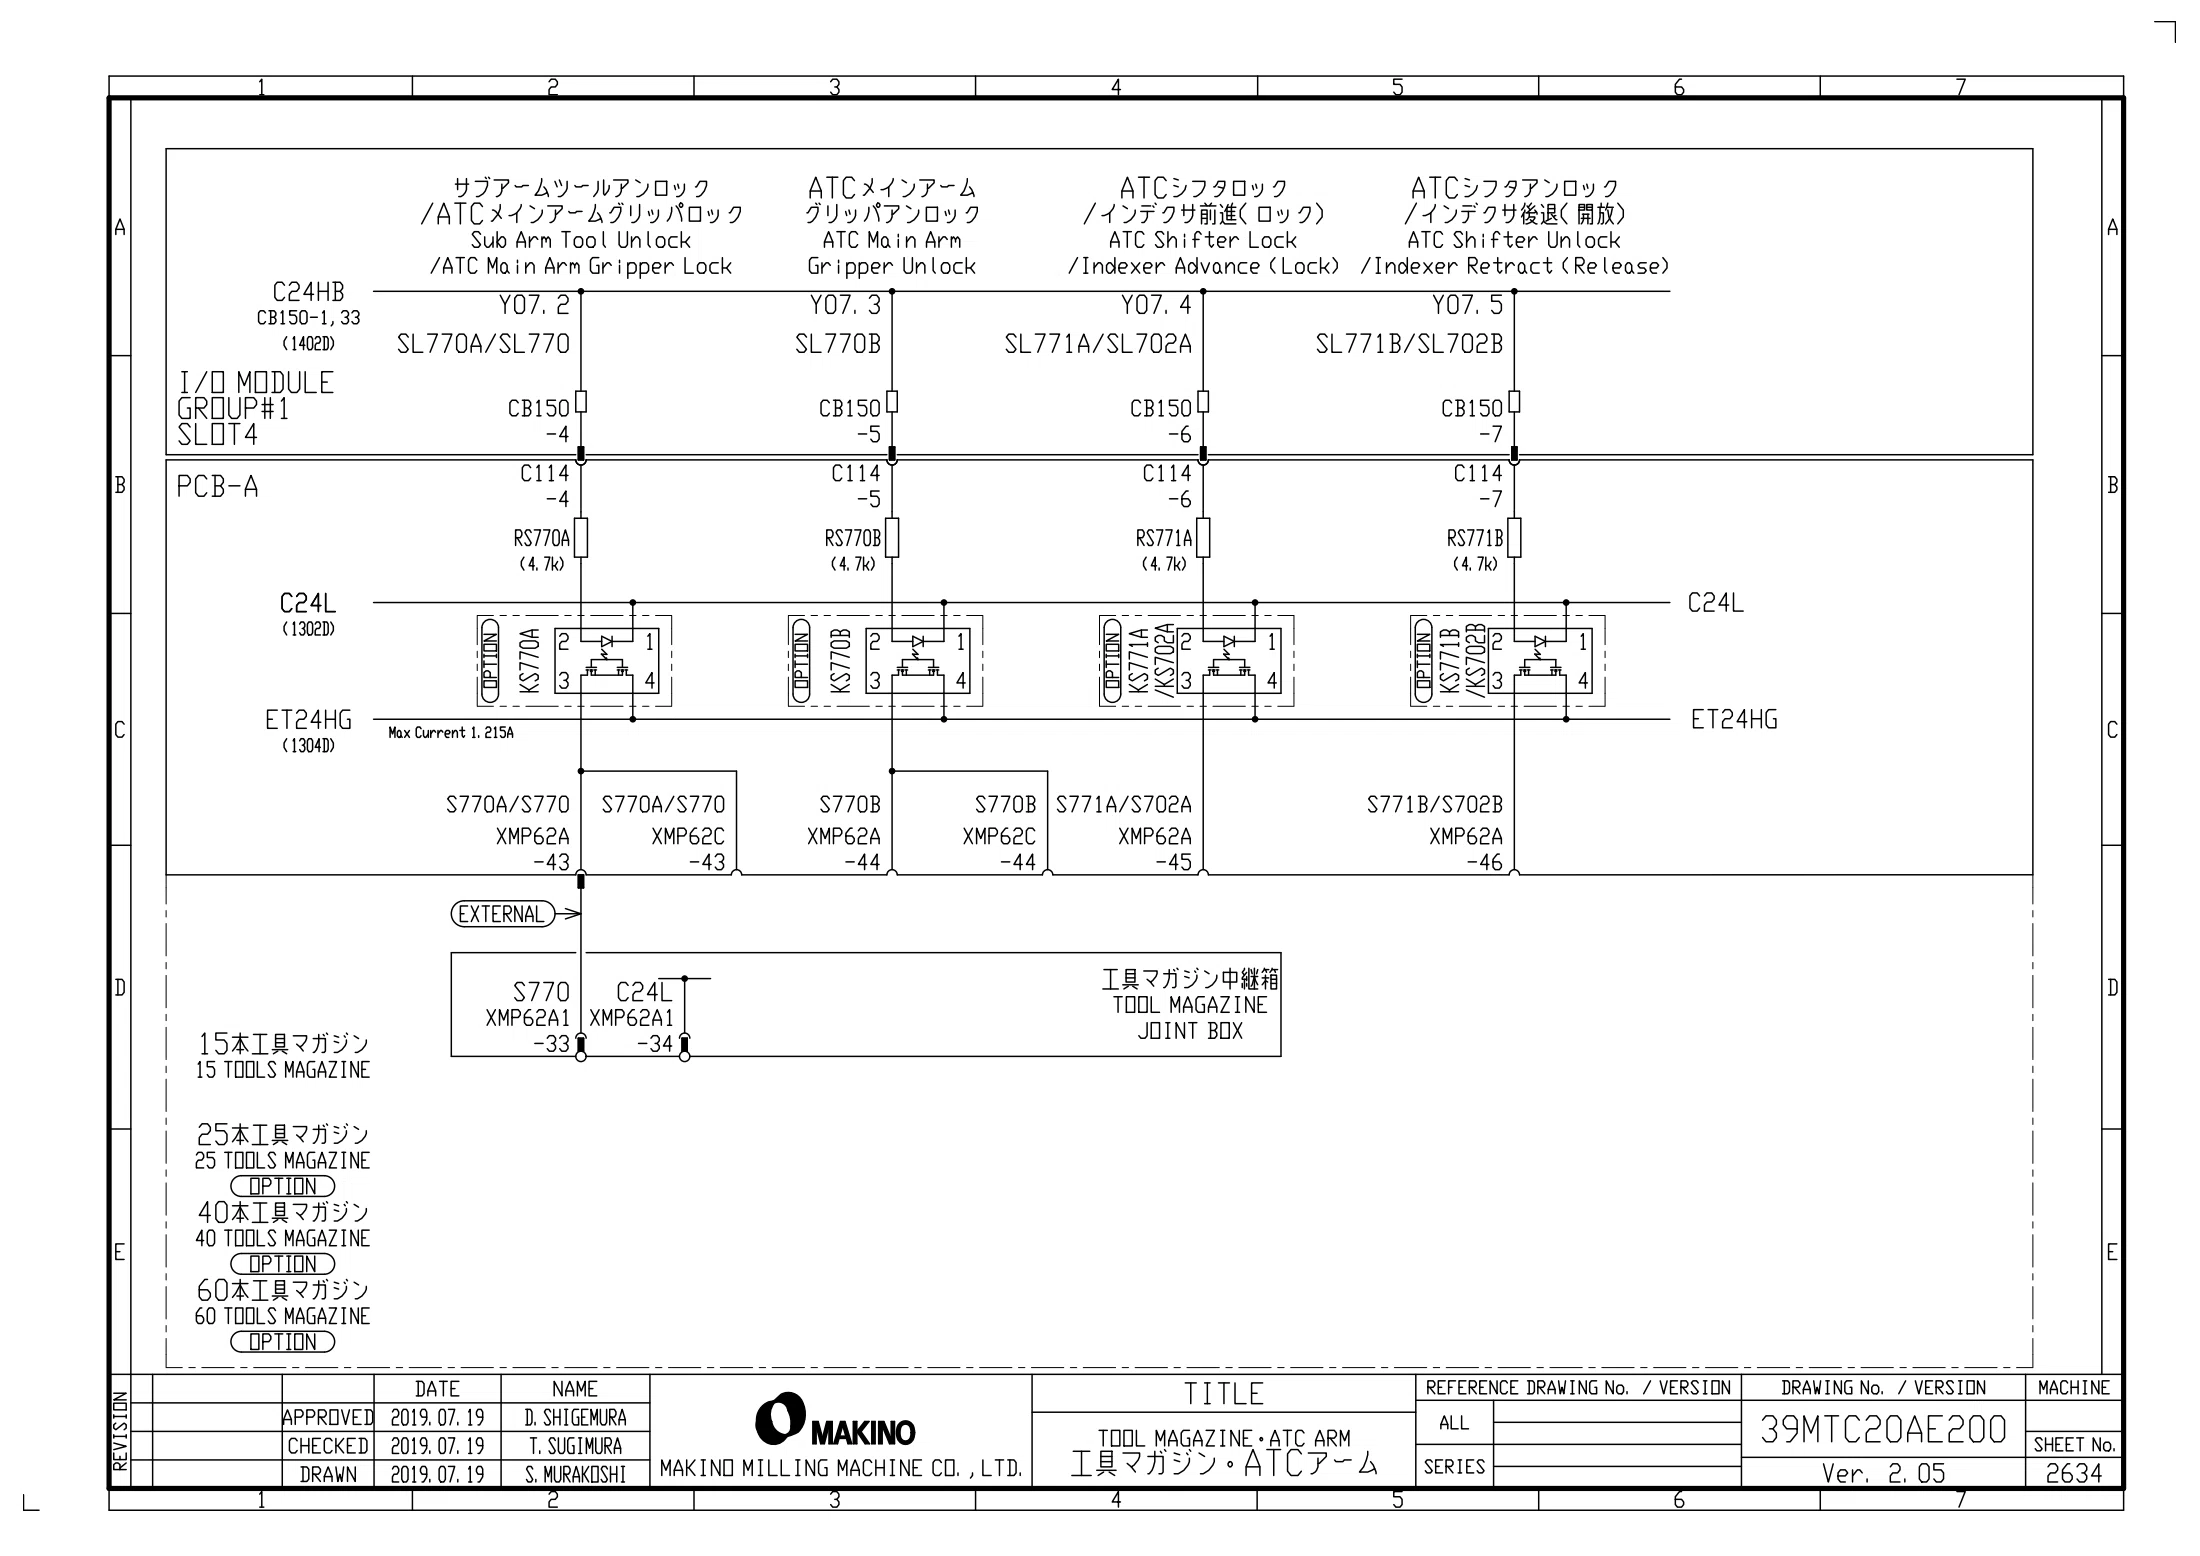 1 2 3 4 5 6 7
A A
B B
C C
D D
E E
サブアームツールアンロック
/ATCメインアームグリッパロック
Sub Arm Tool Unlock
/ATC Main Arm Gripper Lock
ATCメインアーム
グリッパアンロック
ATC Main Arm
Gripper Unlock
ATCシフタロック
/インデクサ前進(ロック)
ATC Shifter Lock
/Indexer Advance (Lock)
ATCシフタアンロック
/インデクサ後退(開放)
ATC Shifter Unlock
/Indexer Retract (Release)
C24HB
CB150-1,33
(1402D)
Y07.2 Y07.3 Y07.4 Y07.5
SL770A/SL770 SL770B SL771A/SL702A SL771B/SL702B
I/O MODULE
GROUP#1
SLOT4
CB150 CB150 CB150 CB150
-4 -5 -6 -7
PCB-A
C114 C114 C114 C114
-4 -5 -6 -7
RS770A RS770B RS771A RS771B
(4.7k) (4.7k) (4.7k) (4.7k)
C24L C24L
(1302D)
OPTION KS770A 2 1 3 4
OPTION KS770B 2 1 3 4
OPTION KS771A /KS702A 2 1 3 4
OPTION KS771B /KS702B 2 1 3 4
ET24HG ET24HG
(1304D)
Max Current 1.215A
S770A/S770 S770A/S770 S770B S770B S771A/S702A S771B/S702B
XMP62A XMP62C XMP62A XMP62C XMP62A XMP62A
-43 -43 -44 -44 -45 -46
EXTERNAL
S770 C24L
XMP62A1 XMP62A1
-33 -34
工具マガジン中継箱
TOOL MAGAZINE
JOINT BOX
15本工具マガジン
15 TOOLS MAGAZINE
25本工具マガジン
25 TOOLS MAGAZINE
OPTION
40本工具マガジン
40 TOOLS MAGAZINE
OPTION
60本工具マガジン
60 TOOLS MAGAZINE
OPTION
REVISION
DATE NAME
APPROVED 2019.07.19 D. SHIGEMURA
CHECKED 2019.07.19 T. SUGIMURA
DRAWN 2019.07.19 S. MURAKOSHI
MAKINO
MAKINO MILLING MACHINE CO.,LTD.
TITLE
TOOL MAGAZINE・ATC ARM
工具マガジン・ATCアーム
REFERENCE DRAWING No. / VERSION
ALL
SERIES
DRAWING No. / VERSION
39MTC20AE200
Ver. 2.05
MACHINE
SHEET No.
2634
1 2 3 4 5 6 7